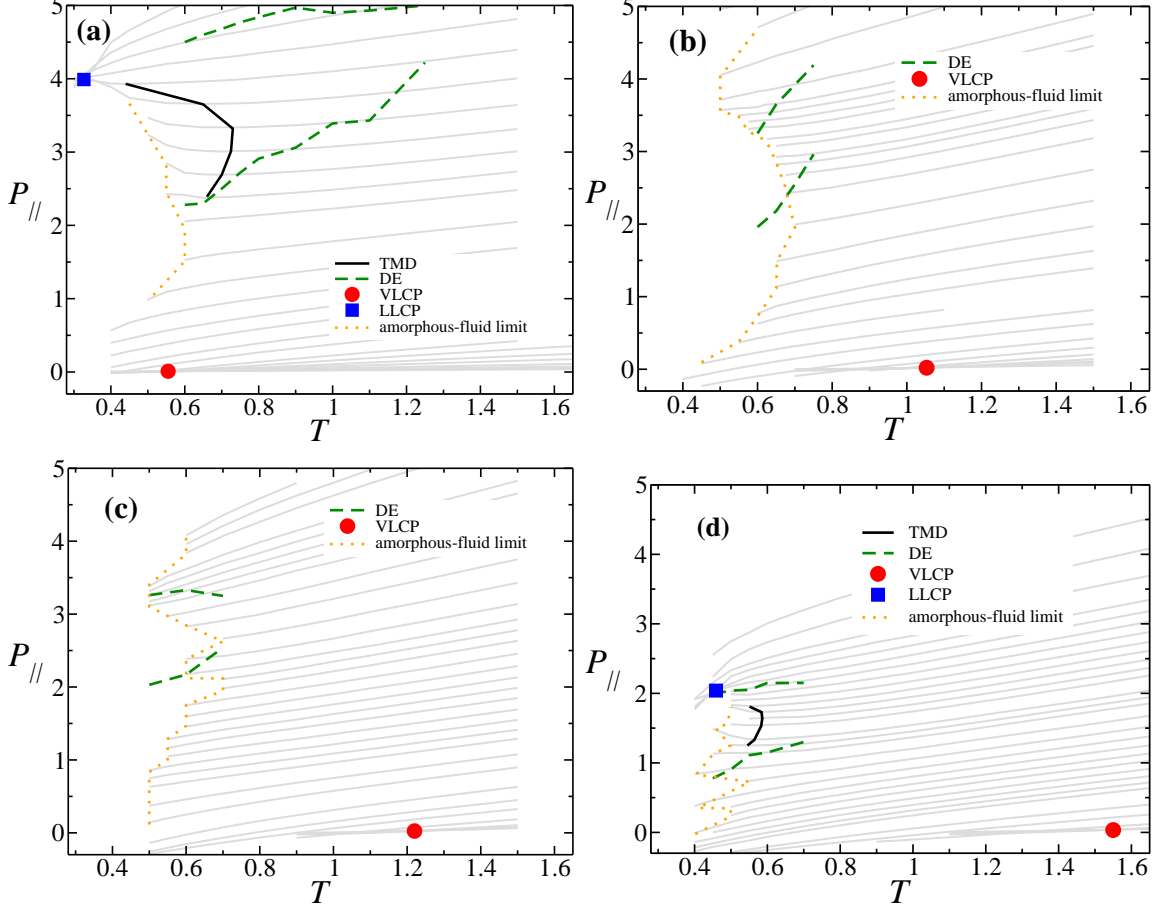 (a)
5
4
3
2
1
0
P//
0.4 0.6 0.8 1 1.2 1.4 1.6
T
TMD
DE
VLCP
LLCP
amorphous-fluid limit
(b)
5
4
3
2
1
0
P//
0.4 0.6 0.8 1 1.2 1.4 1.6
T
DE
VLCP
amorphous-fluid limit
(c)
5
4
3
2
1
0
P//
0.4 0.6 0.8 1 1.2 1.4 1.6
T
DE
VLCP
amorphous-fluid limit
(d)
5
4
3
2
1
0
P//
0.4 0.6 0.8 1 1.2 1.4 1.6
T
TMD
DE
VLCP
LLCP
amorphous-fluid limit